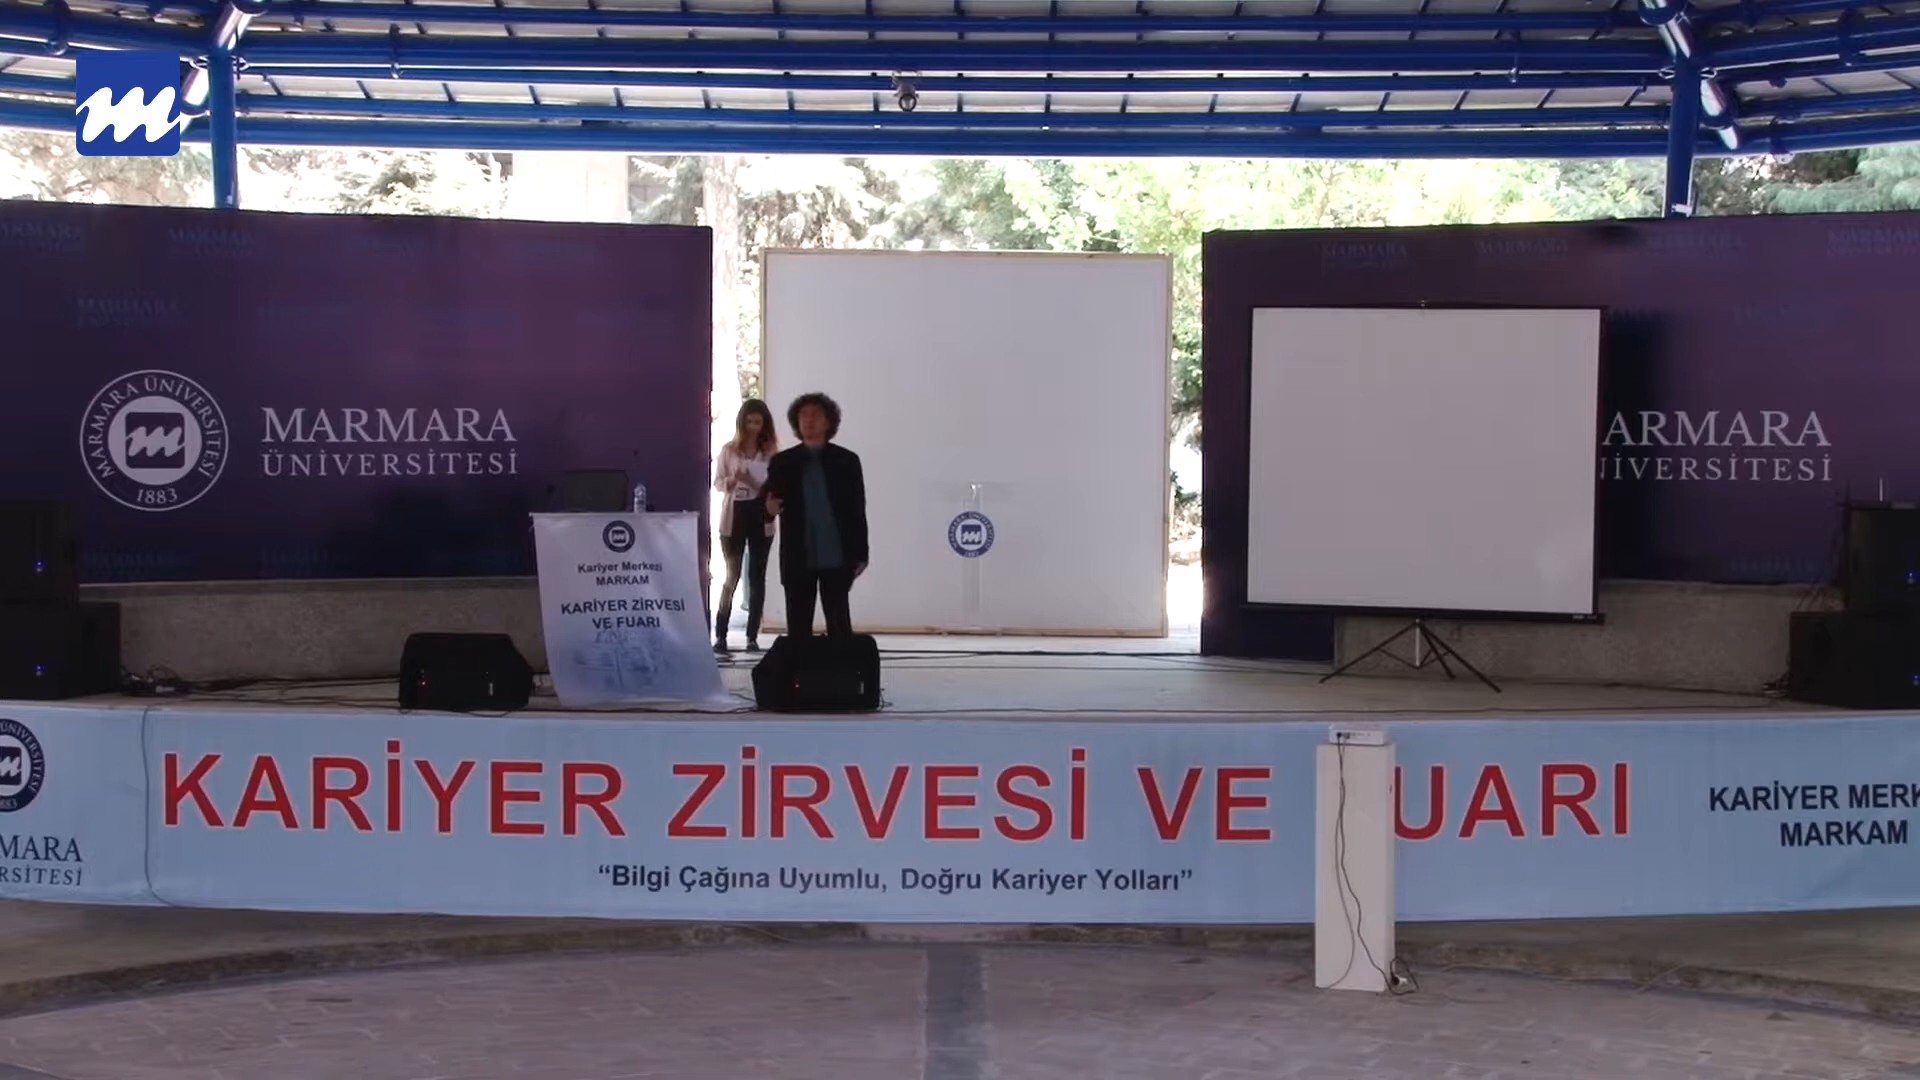 MARMARA ÜNİVERSİTESİ
1883
MARMARA
ÜNİVERSİTESİ
ARMARA
NİVERSİTESİ
Kariyer Merkezi
MARKAM
KARİYER ZİRVESİ
VE FUARI
KARİYER ZİRVESİ VE UARI
“Bilgi Çağına Uyumlu, Doğru Kariyer Yolları”
KARİYER MERK
MARKAM
MARA
RSİTESİ